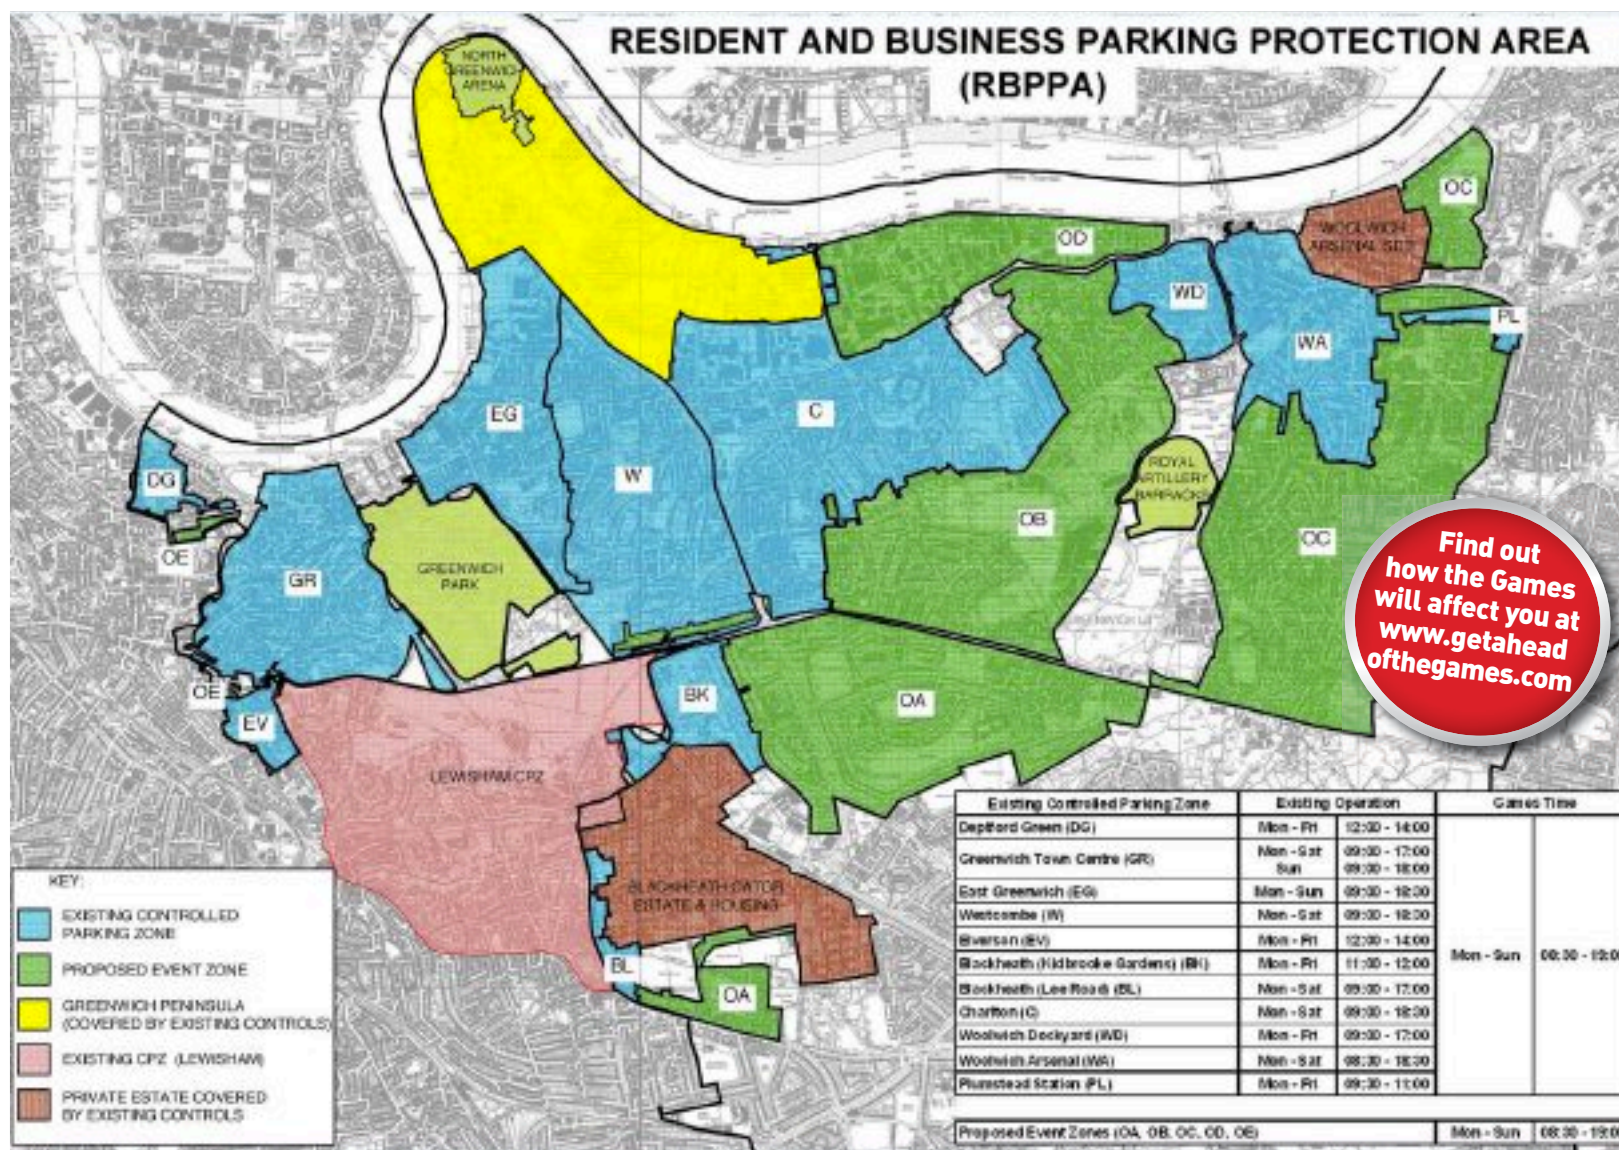 RESIDENT AND BUSINESS PARKING PROTECTION AREA
(RBPPA)
NORTH
GREENWICH
ARENA
OC
WOOLWICH
OD
WD
PL
WA
EG
C
W
DG
ROYAL
ARTILLERY
BARRACKS
OB
OC
OE
GR
GREENWICH
PARK
Find out
how the Games
will affect you at
www.getahead
ofthegames.com
OE
EV
BK
OA
LEWISHAM CPZ
BLACKHEATH CATOR
ESTATE & HOUSING
BL
OA
KEY:
EXISTING CONTROLLED
PARKING ZONE
PROPOSED EVENT ZONE
GREENWICH PENINSULA
(COVERED BY EXISTING CONTROLS)
EXISTING CPZ (LEWISHAM)
PRIVATE ESTATE COVERED
BY EXISTING CONTROLS
Existing Controlled Parking Zone Existing Operation Games Time
Deptford Green (DG) Mon - Fri 12:00 - 14:00
Greenwich Town Centre (GR) Mon - Sat 09:00 - 17:00
Sun 09:00 - 18:00
East Greenwich (EG) Mon - Sun 09:00 - 18:30
Westcombe (W) Mon - Sat 09:00 - 18:30
Elverson (EV) Mon - Fri 12:00 - 14:00
Blackheath (Kidbrooke Gardens) (BK) Mon - Fri 11:00 - 12:00 Mon - Sun
Blackheath (Lee Road) (BL) Mon - Sat 09:00 - 17:00
Charlton (C) Mon - Sat 09:00 - 18:30
Woolwich Dockyard (WD) Mon - Fri 09:00 - 17:00
Woolwich Arsenal (WA) Mon - Sat 08:30 - 18:30
Plumstead Station (PL) Mon - Fri 09:30 - 11:00
Proposed Event Zones (OA, OB, OC, OD, OE) Mon - Sun 08:30 - 19:0